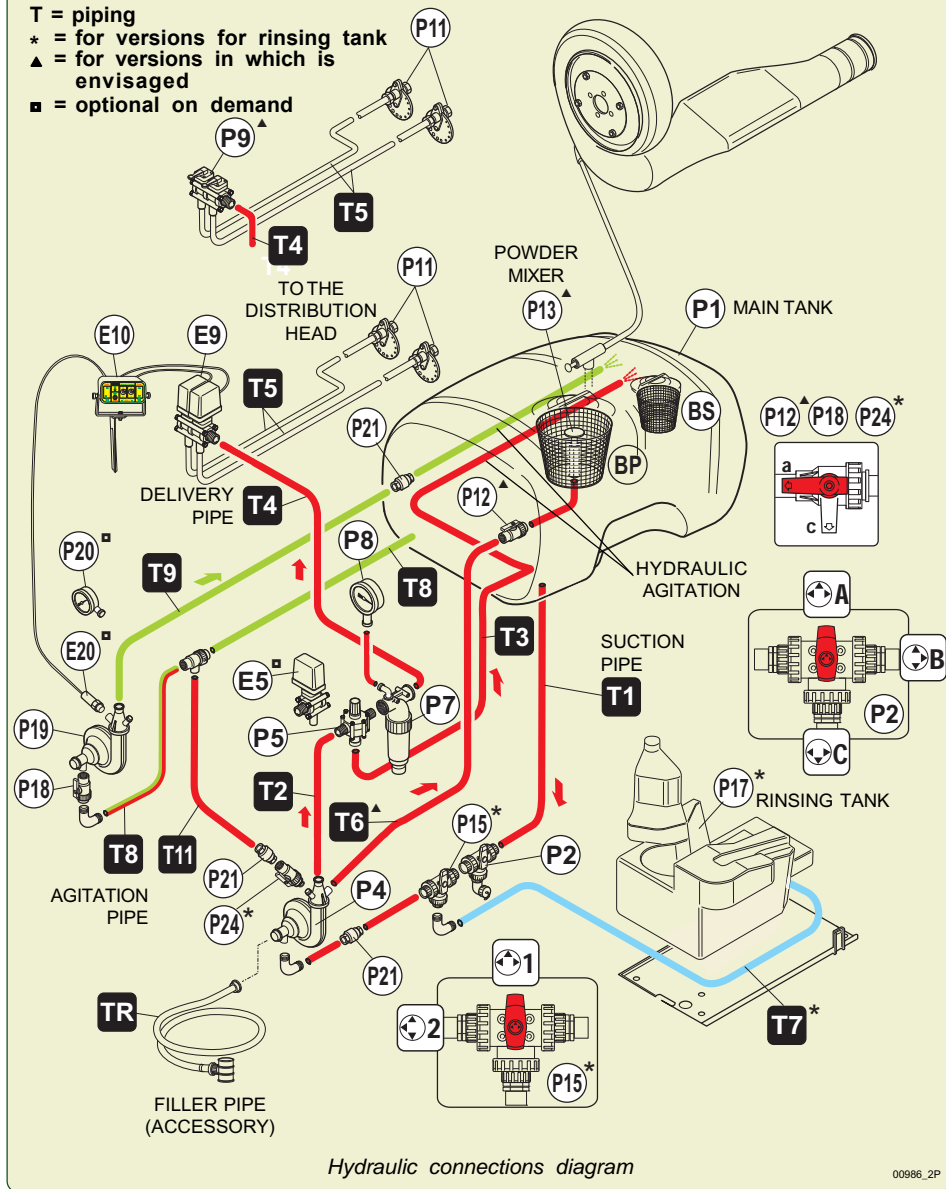 T = piping
* = for versions for rinsing tank
▲ = for versions in which is
envisaged
◘ = optional on demand
P11
P9▲
T5
T4
T4
TO THE
DISTRIBUTION
HEAD
P11
POWDER
MIXER
P13▲
P1 MAIN TANK
E10
E9
T5
P21
BS
BP
P12▲ P18 P24*
a
c
DELIVERY
PIPE
T4
P12▲
P8
P20◘
T9
T8
HYDRAULIC
AGITATION
A
B
P2
C
E20◘
E5◘
T3
SUCTION
PIPE
T1
P19
P5
P7
P18
T2
T6▲
P17*
RINSING TANK
T8
T11
P15*
P2
P21
P4
AGITATION
PIPE
P24*
P21
1
2
P15*
T7*
TR
FILLER PIPE
(ACCESSORY)
Hydraulic connections diagram
00986_2P